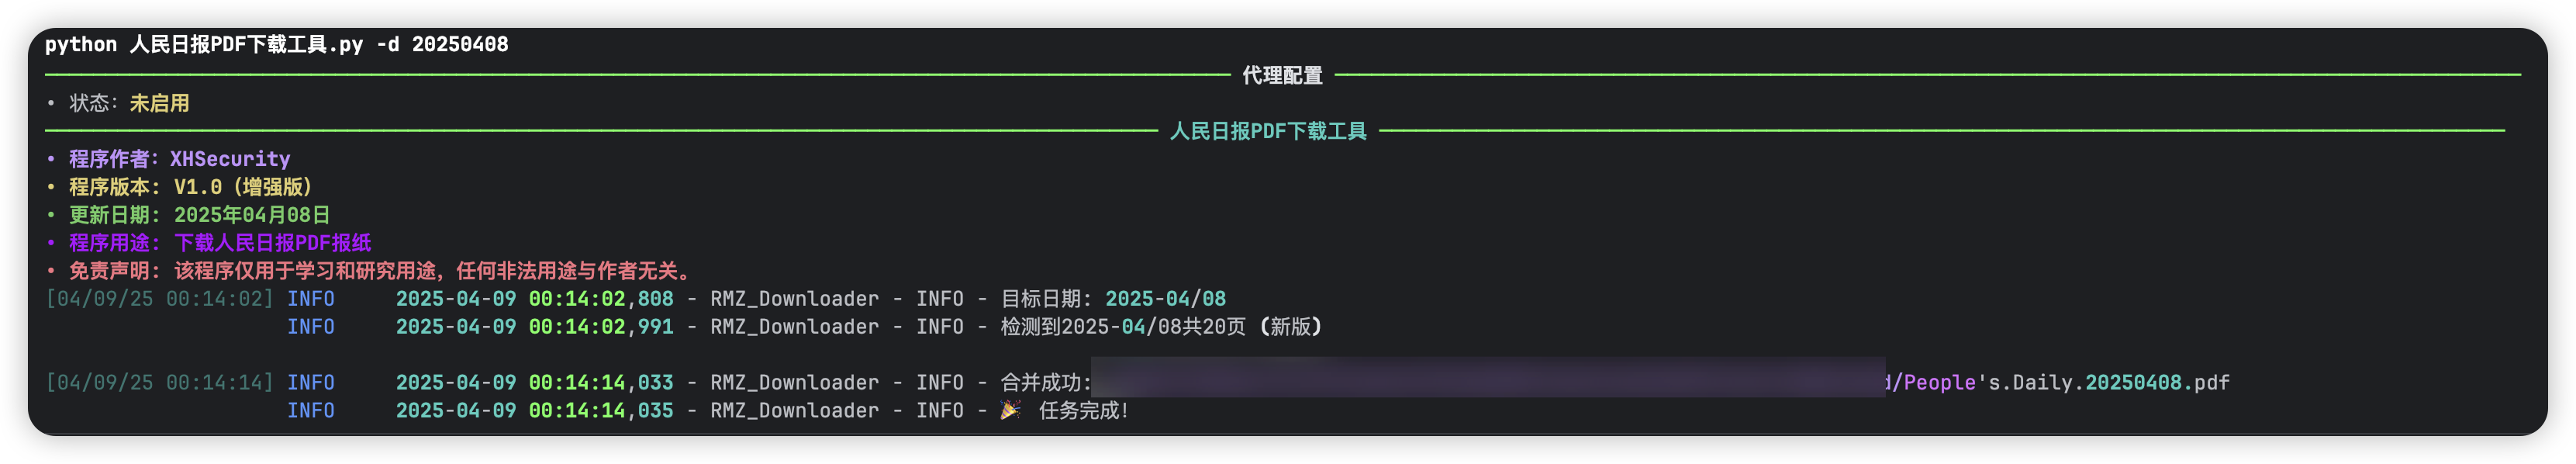 python 人民日报PDF下载工具.py -d 20250408
代理配置
• 状态: 未启用
人民日报PDF下载工具
• 程序作者: XHSecurity
• 程序版本: V1.0 (增强版)
• 更新日期: 2025年04月08日
• 程序用途: 下载人民日报PDF报纸
• 免责声明: 该程序仅用于学习和研究用途，任何非法用途与作者无关。
[04/09/25 00:14:02] INFO 2025-04-09 00:14:02,808 - RMZ_Downloader - INFO - 目标日期: 2025-04/08
INFO 2025-04-09 00:14:02,991 - RMZ_Downloader - INFO - 检测到2025-04/08共20页 (新版)
[04/09/25 00:14:14] INFO 2025-04-09 00:14:14,033 - RMZ_Downloader - INFO - 合并成功: d/People's.Daily.20250408.pdf
INFO 2025-04-09 00:14:14,035 - RMZ_Downloader - INFO - 🎉 任务完成!